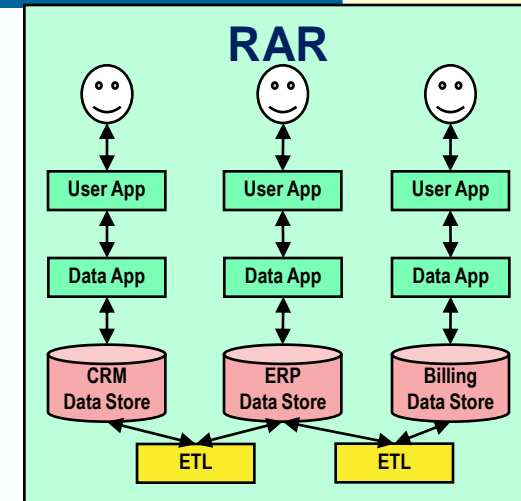 RAR
User App
User App
User App
Data App
Data App
Data App
CRM
Data Store
ERP
Data Store
Billing
Data Store
ETL
ETL